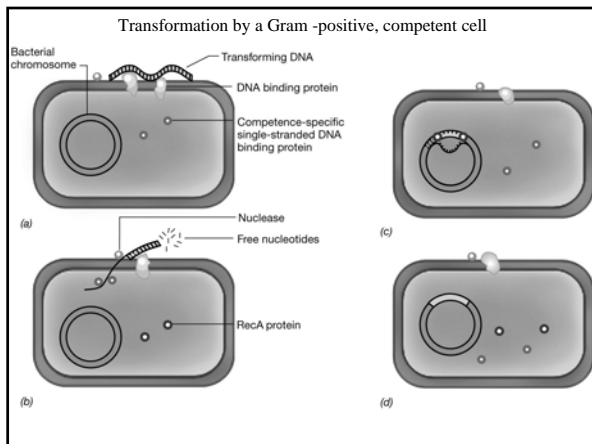 Transformation by a Gram -positive, competent cell
Bacterial
chromosome
Transforming DNA
DNA binding protein
Competence-specific
single-stranded DNA
binding protein
(a)
Nuclease
Free nucleotides
RecA protein
(b)
(c)
(d)